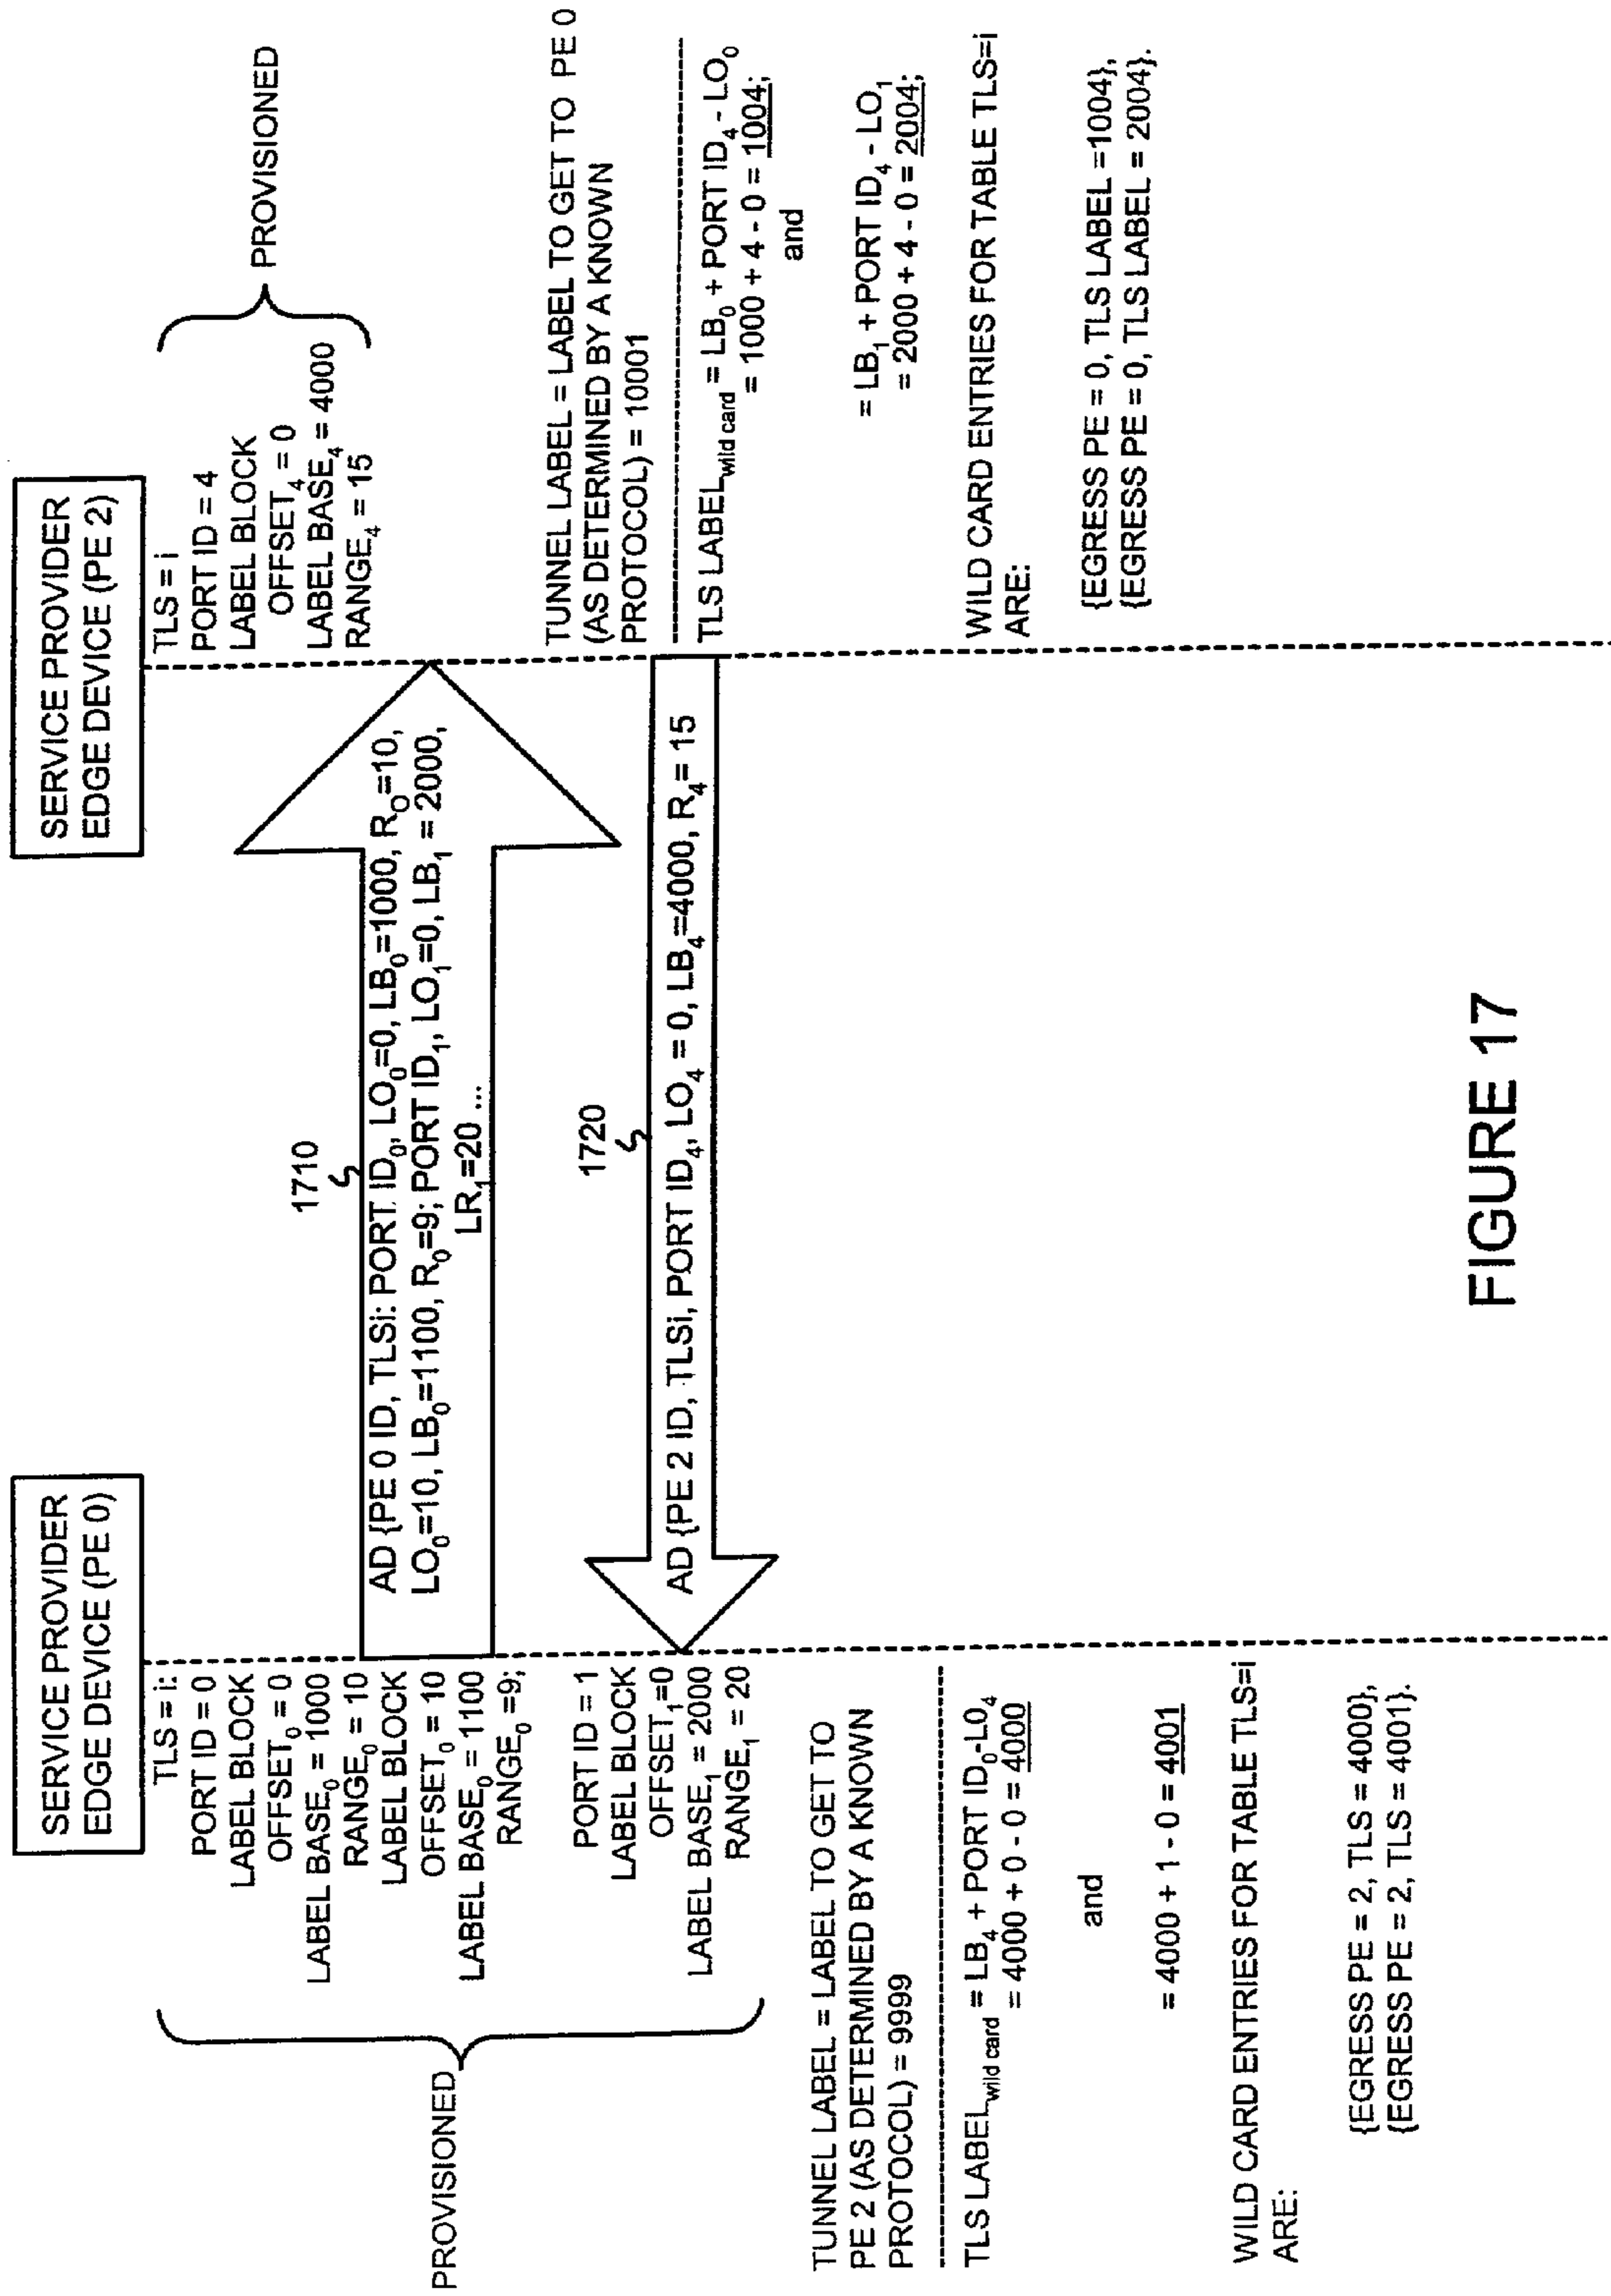 SERVICE PROVIDER
EDGE DEVICE (PE 0)
TLS = i:
PORT ID = 0
LABEL BLOCK
OFFSET₀ = 0
LABEL BASE₀ = 1000
RANGE₀ = 10
LABEL BLOCK
OFFSET₀ = 10
LABEL BASE₀ = 1100
RANGE₀ = 9;
PORT ID = 1
LABEL BLOCK
OFFSET₁=0
LABEL BASE₁ = 2000
RANGE₁ = 20
PROVISIONED
TUNNEL LABEL = LABEL TO GET TO
PE 2 (AS DETERMINED BY A KNOWN
PROTOCOL) = 9999
TLS LABEL wild card = LB₄ + PORT ID₀-LO₄
= 4000 + 0 - 0 = 4000
and
= 4000 + 1 - 0 = 4001
WILD CARD ENTRIES FOR TABLE TLS=i
ARE:
{EGRESS PE = 2, TLS = 4000},
{EGRESS PE = 2, TLS = 4001}.
1710
AD {PE 0 ID, TLSi: PORT ID₀, LO₀=0, LB₀=1000, R₀=10,
LO₀=10, LB₀=1100, R₀=9; PORT ID₁, LO₁=0, LB₁ = 2000,
LR₁=20 ...
1720
AD {PE 2 ID, TLSi, PORT ID₄, LO₄ = 0, LB₄=4000, R₄= 15
SERVICE PROVIDER
EDGE DEVICE (PE 2)
TLS = i
PORT ID = 4
LABEL BLOCK
OFFSET₄ = 0
LABEL BASE₄ = 4000
RANGE₄ = 15
PROVISIONED
TUNNEL LABEL = LABEL TO GET TO PE 0
(AS DETERMINED BY A KNOWN
PROTOCOL) = 10001
TLS LABEL wild card = LB₀ + PORT ID₄ - LO₀
= 1000 + 4 - 0 = 1004;
and
= LB₁ + PORT ID₄ - LO₁
= 2000 + 4 - 0 = 2004;
WILD CARD ENTRIES FOR TABLE TLS=i
ARE:
{EGRESS PE = 0, TLS LABEL =1004},
{EGRESS PE = 0, TLS LABEL = 2004}.
FIGURE 17